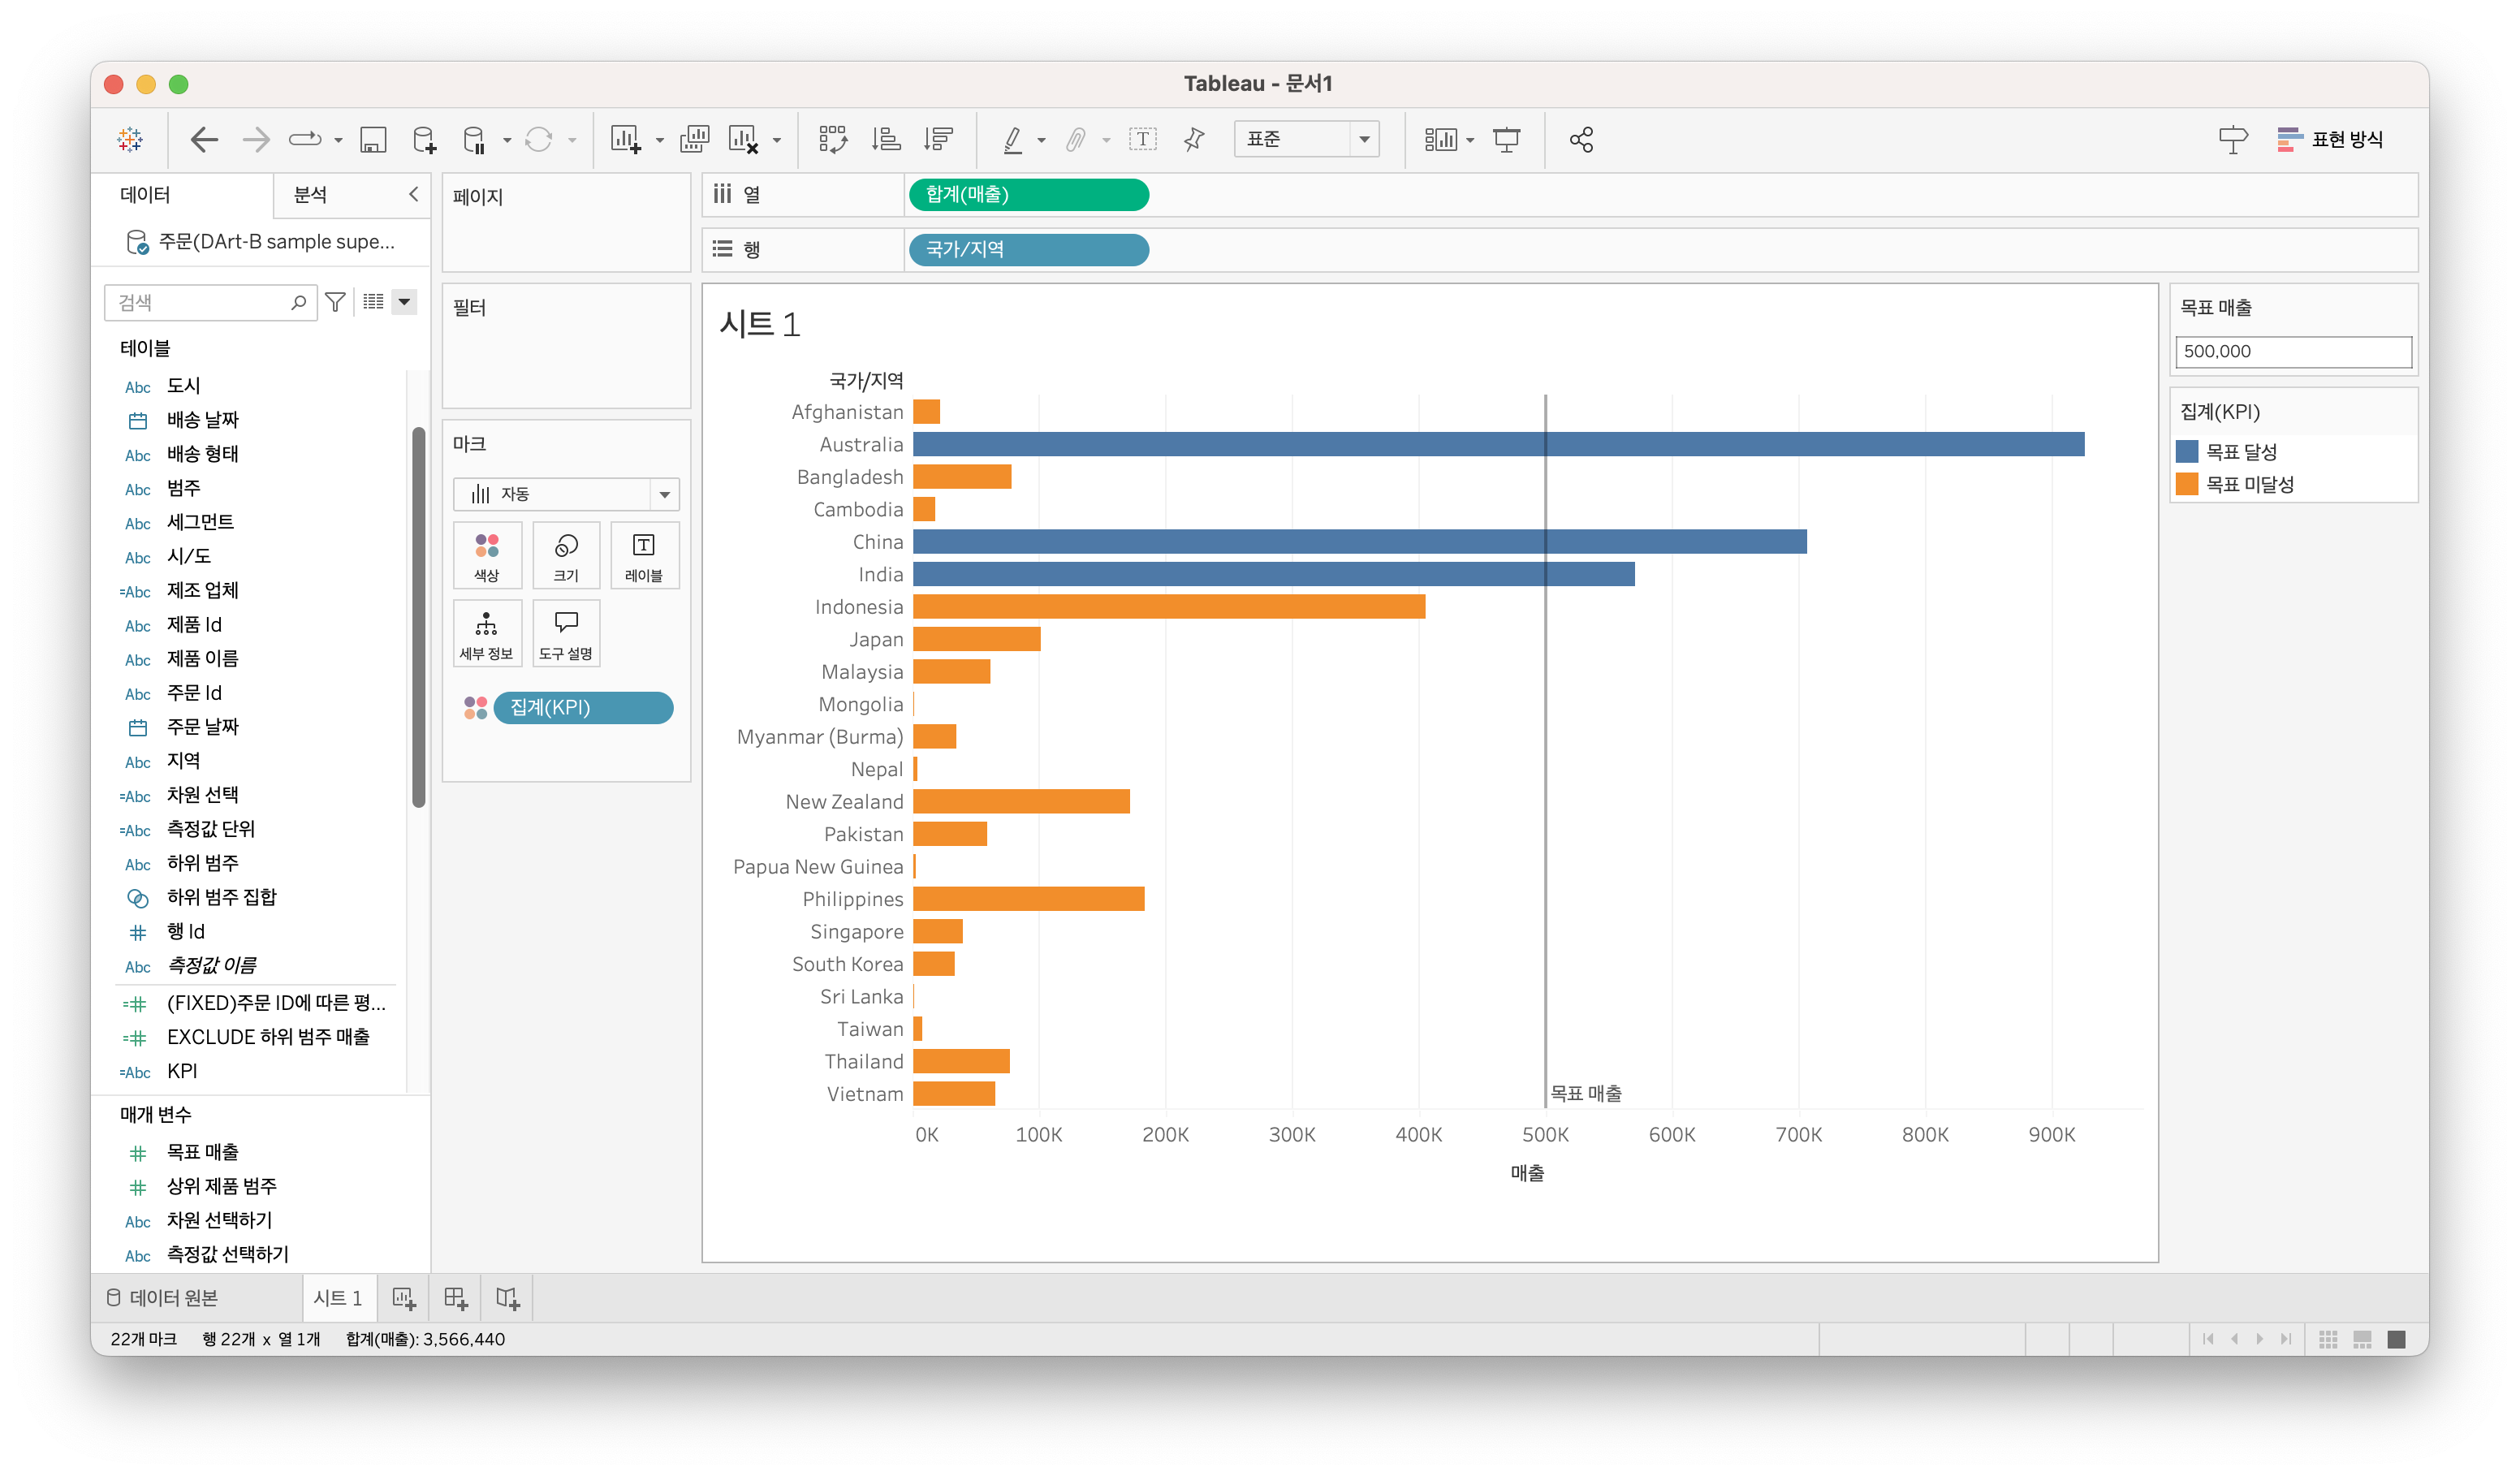 Tableau - 문서1
표준
표현 방식
데이터
분석
주문(DArt-B sample supe...
검색
테이블
Abc 도시
배송 날짜
Abc 배송 형태
Abc 범주
Abc 세그먼트
Abc 시/도
=Abc 제조 업체
Abc 제품 Id
Abc 제품 이름
Abc 주문 Id
주문 날짜
Abc 지역
=Abc 차원 선택
=Abc 측정값 단위
Abc 하위 범주
하위 범주 집합
# 행 Id
Abc 측정값 이름
=# (FIXED)주문 ID에 따른 평...
=# EXCLUDE 하위 범주 매출
=Abc KPI
매개 변수
# 목표 매출
# 상위 제품 범주
Abc 차원 선택하기
Abc 측정값 선택하기
페이지
필터
마크
자동
색상
크기
T
레이블
세부 정보
도구 설명
집계(KPI)
열
합계(매출)
행
국가/지역
시트 1
국가/지역
Afghanistan
Australia
Bangladesh
Cambodia
China
India
Indonesia
Japan
Malaysia
Mongolia
Myanmar (Burma)
Nepal
New Zealand
Pakistan
Papua New Guinea
Philippines
Singapore
South Korea
Sri Lanka
Taiwan
Thailand
Vietnam
목표 매출
0K 100K 200K 300K 400K 500K 600K 700K 800K 900K
매출
목표 매출
500,000
집계(KPI)
목표 달성
목표 미달성
데이터 원본
시트 1
22개 마크 행 22개 x 열 1개 합계(매출): 3,566,440